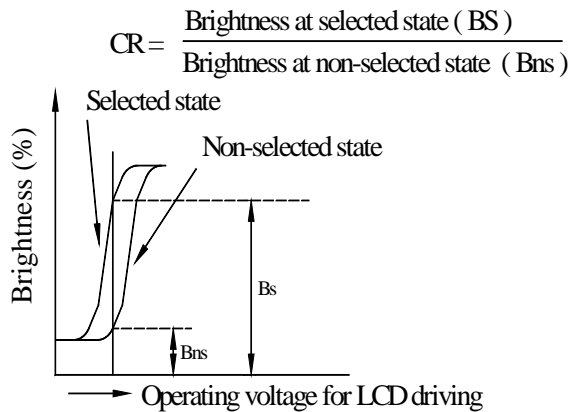 CR = Brightness at selected state ( BS )
Brightness at non-selected state ( Bns )
Selected state
Non-selected state
Brightness (%)
Bs
Bns
Operating voltage for LCD driving